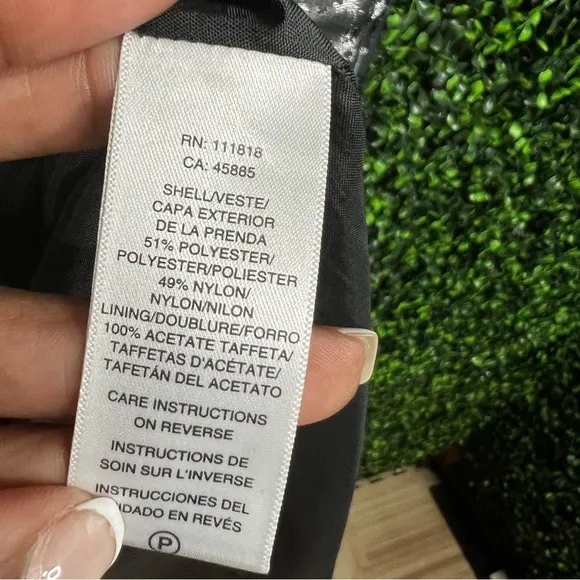 RN: 111818
CA: 45885
SHELL/VESTE/
CAPA EXTERIOR
DE LA PRENDA
51% POLYESTER/
POLYESTER/POLIESTER
49% NYLON/
NYLON/NILON
LINING/DOUBLURE/FORRO
100% ACETATE TAFFETA/
TAFFETAS D'ACÉTATE/
TAFETÁN DEL ACETATO
CARE INSTRUCTIONS
ON REVERSE
INSTRUCTIONS DE
SOIN SUR L'INVERSE
INSTRUCCIONES DEL
IDADO EN REVÉS
P